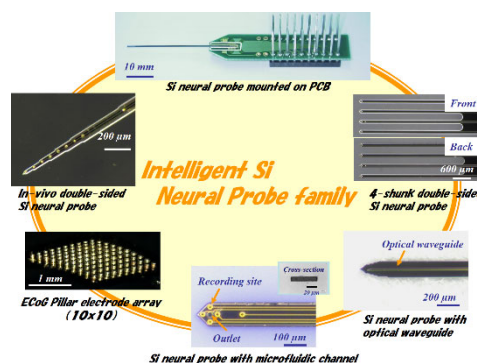 10 mm
Si neural probe mounted on PCB
200 µm
In-vivo double-sided
Si neural probe
Front
Back
600 µm
4-shunk double-side
Si neural probe
Intelligent Si
Neural Probe family
1 mm
ECoG Pillar electrode array
(10x10)
Recording site
Cross-section
20 µm
Outlet
100 µm
Si neural probe with microfluidic channel
Optical waveguide
200 µm
Si neural probe with
optical waveguide